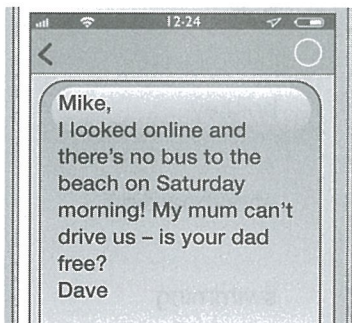 12:24
Mike,
I looked online and
there's no bus to the
beach on Saturday
morning! My mum can't
drive us – is your dad
free?
Dave